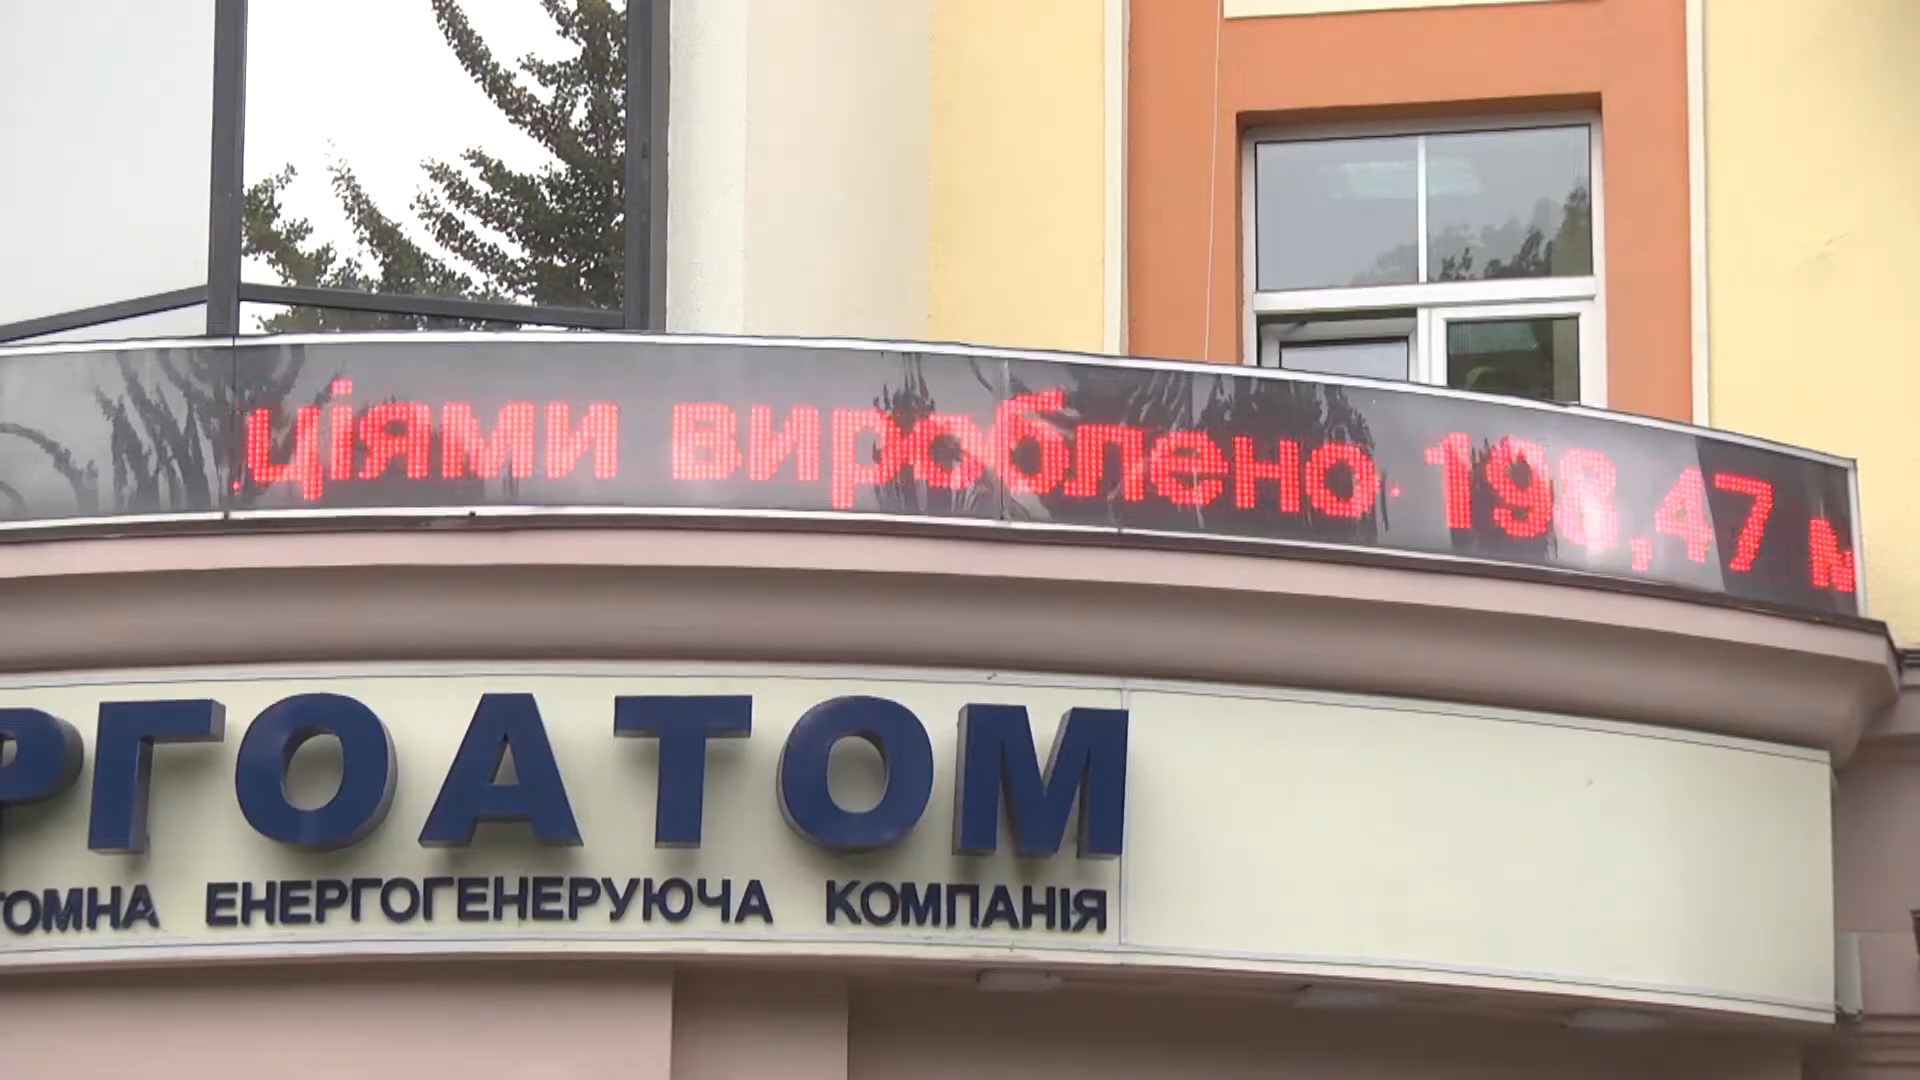 ціями вироблено 198,47 м
РГОАТОМ
ТОМНА ЕНЕРГОГЕНЕРУЮЧА КОМПАНІЯ